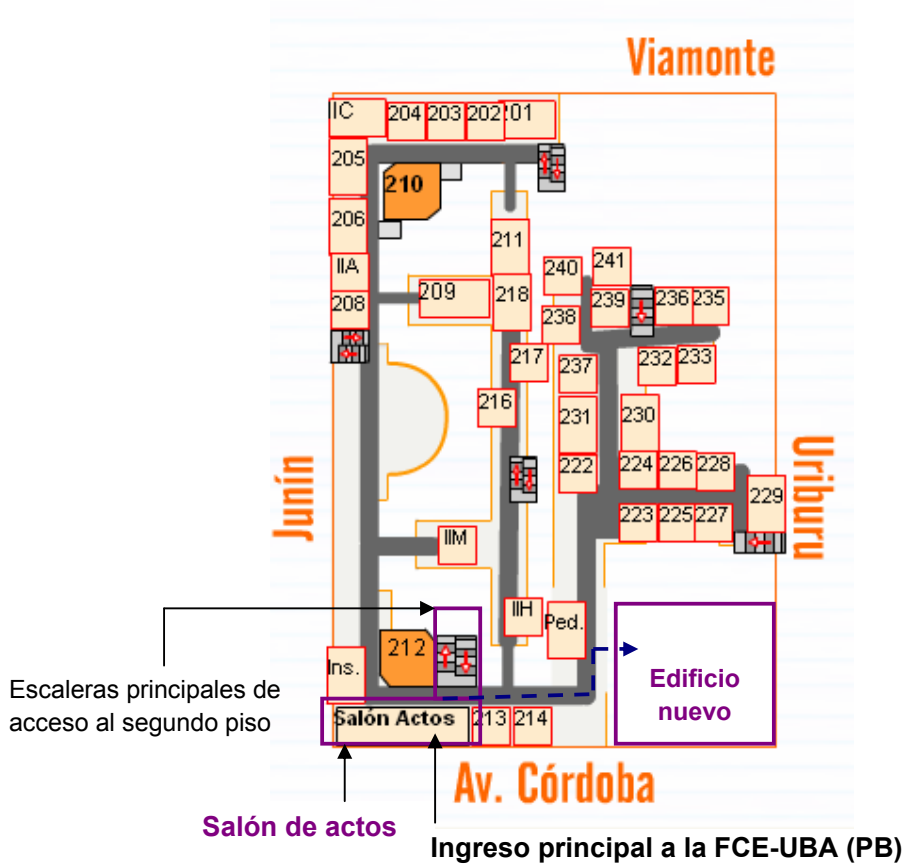 Viamonte
IIC
204
203
202
201
205
210
206
211
241
240
IIA
209
218
239
236
235
208
238
217
232
233
237
216
231
230
Junín
Uriburu
222
224
226
228
229
223
225
227
IIM
IIH
Ped.
212
Ins.
Escaleras principales de
acceso al segundo piso
Edificio
nuevo
Salón Actos
213
214
Av. Córdoba
Salón de actos
Ingreso principal a la FCE-UBA (PB)